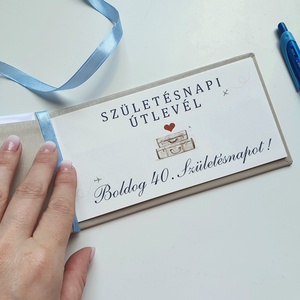 SZÜLETÉSNAPI
ÚTLEVÉL
Boldog 40. Születésnapot!